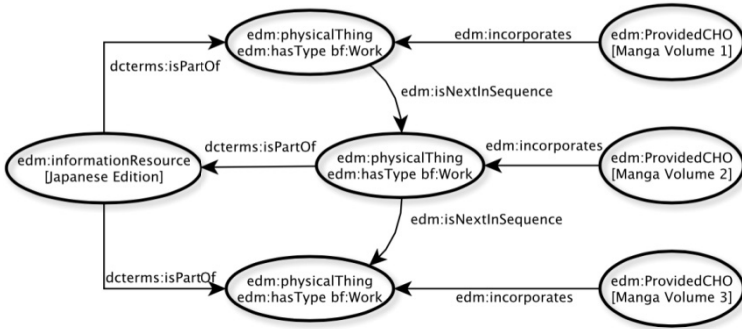 edm:physicalThing
edm:hasType bf:Work
edm:incorporates
edm:ProvidedCHO
[Manga Volume 1]
dcterms:isPartOf
edm:isNextInSequence
edm:informationResource
[Japanese Edition]
dcterms:isPartOf
edm:physicalThing
edm:hasType bf:Work
edm:incorporates
edm:ProvidedCHO
[Manga Volume 2]
edm:isNextInSequence
dcterms:isPartOf
edm:physicalThing
edm:hasType bf:Work
edm:incorporates
edm:ProvidedCHO
[Manga Volume 3]